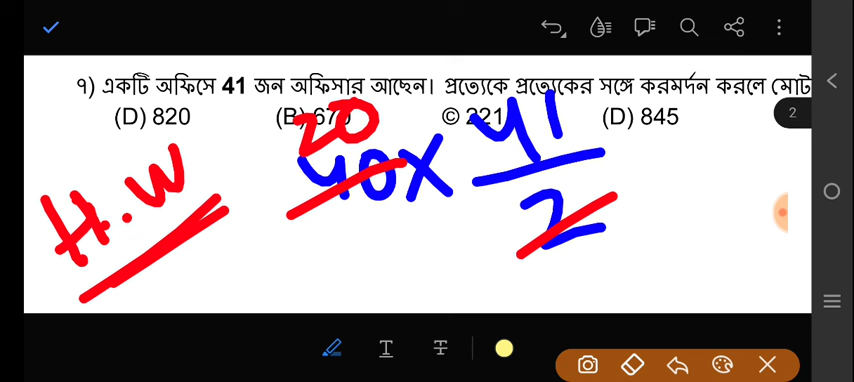 ৭) একটি অফিসে 41 জন অফিসার আছেন। প্রত্যেকে প্রত্যেকের সঙ্গে করমর্দন করলে মোট
2
(D) 820 (B) 670 © 221 (D) 845
20
40 X 41
2
H.W
T T